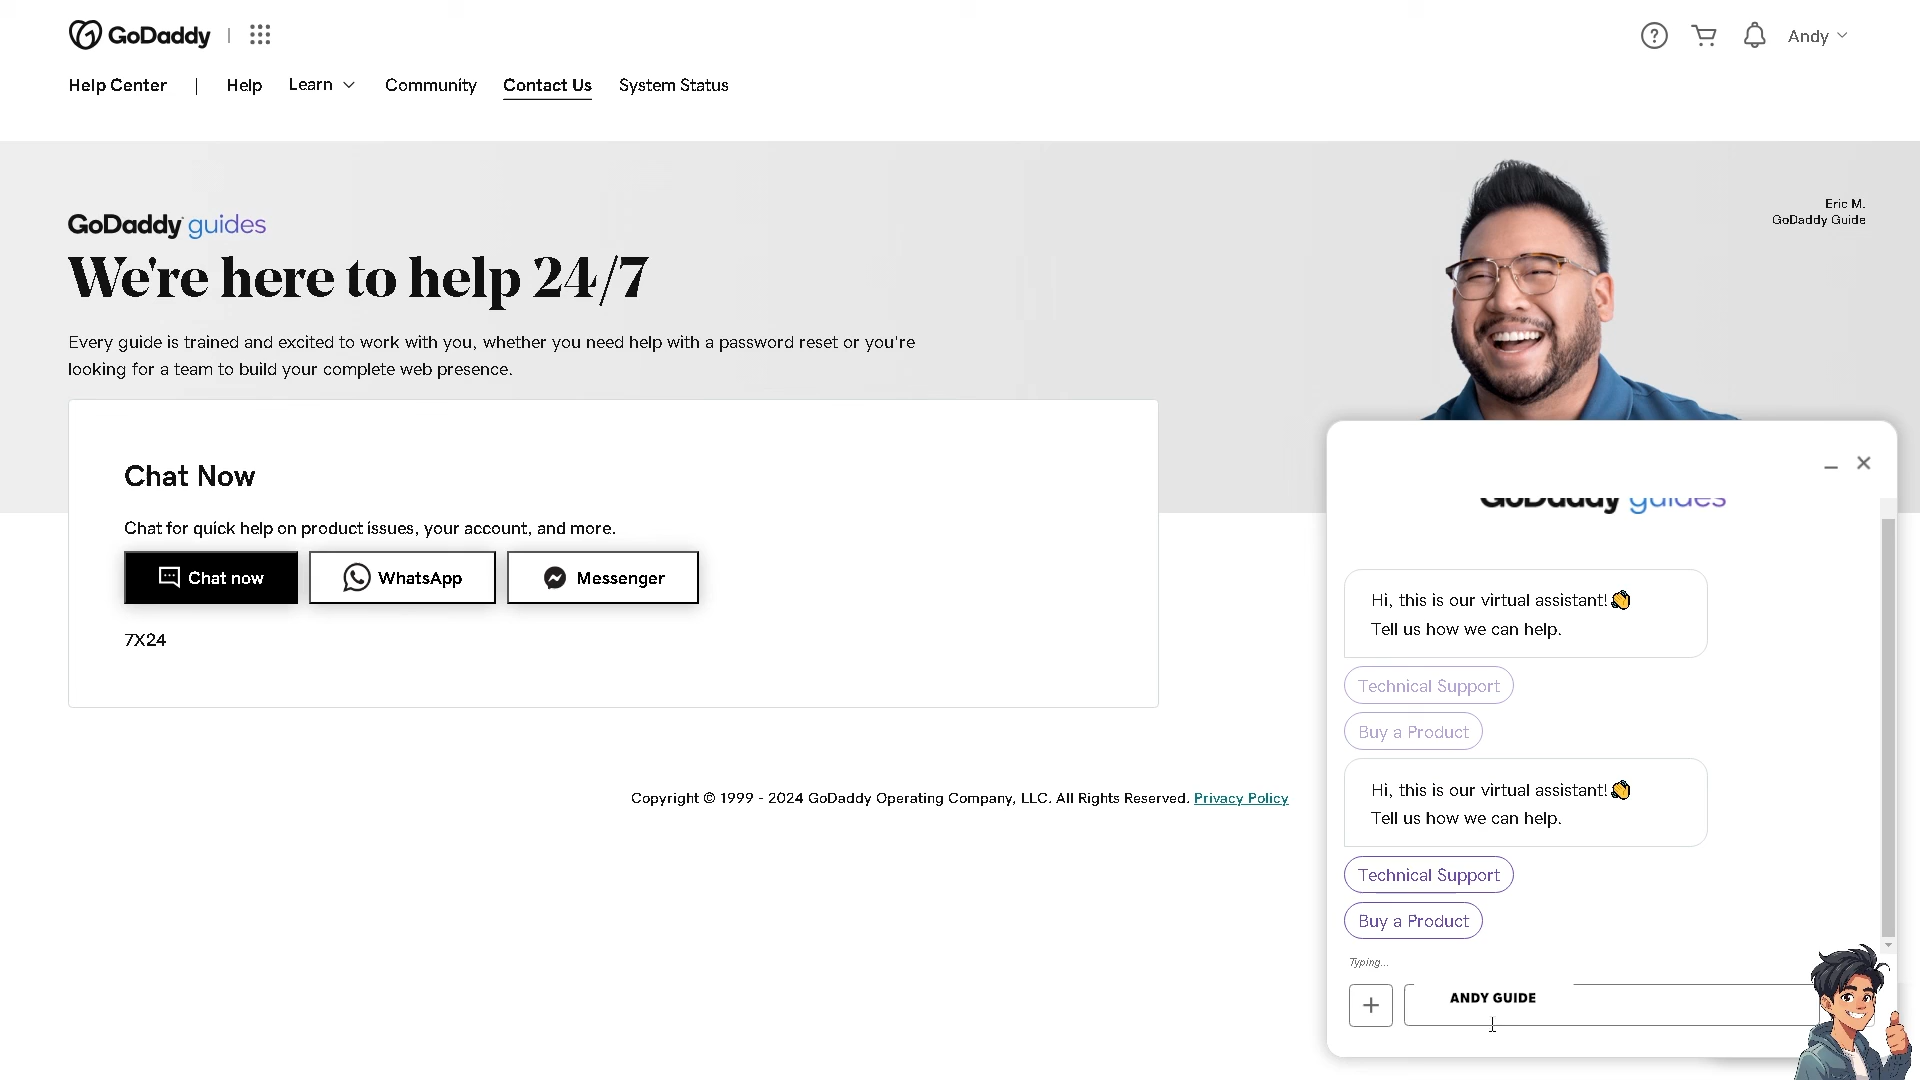 GoDaddy
Andy
Help Center | Help Learn Community Contact Us System Status
Eric M.
GoDaddy Guide
GoDaddy guides
We're here to help 24/7
Every guide is trained and excited to work with you, whether you need help with a password reset or you're
looking for a team to build your complete web presence.
Chat Now
Chat for quick help on product issues, your account, and more.
Chat now
WhatsApp
Messenger
7X24
Copyright © 1999 - 2024 GoDaddy Operating Company, LLC. All Rights Reserved. Privacy Policy
GoDaddy guides
Hi, this is our virtual assistant!👏
Tell us how we can help.
Technical Support
Buy a Product
Hi, this is our virtual assistant!👏
Tell us how we can help.
Technical Support
Buy a Product
Typing...
ANDY GUIDE